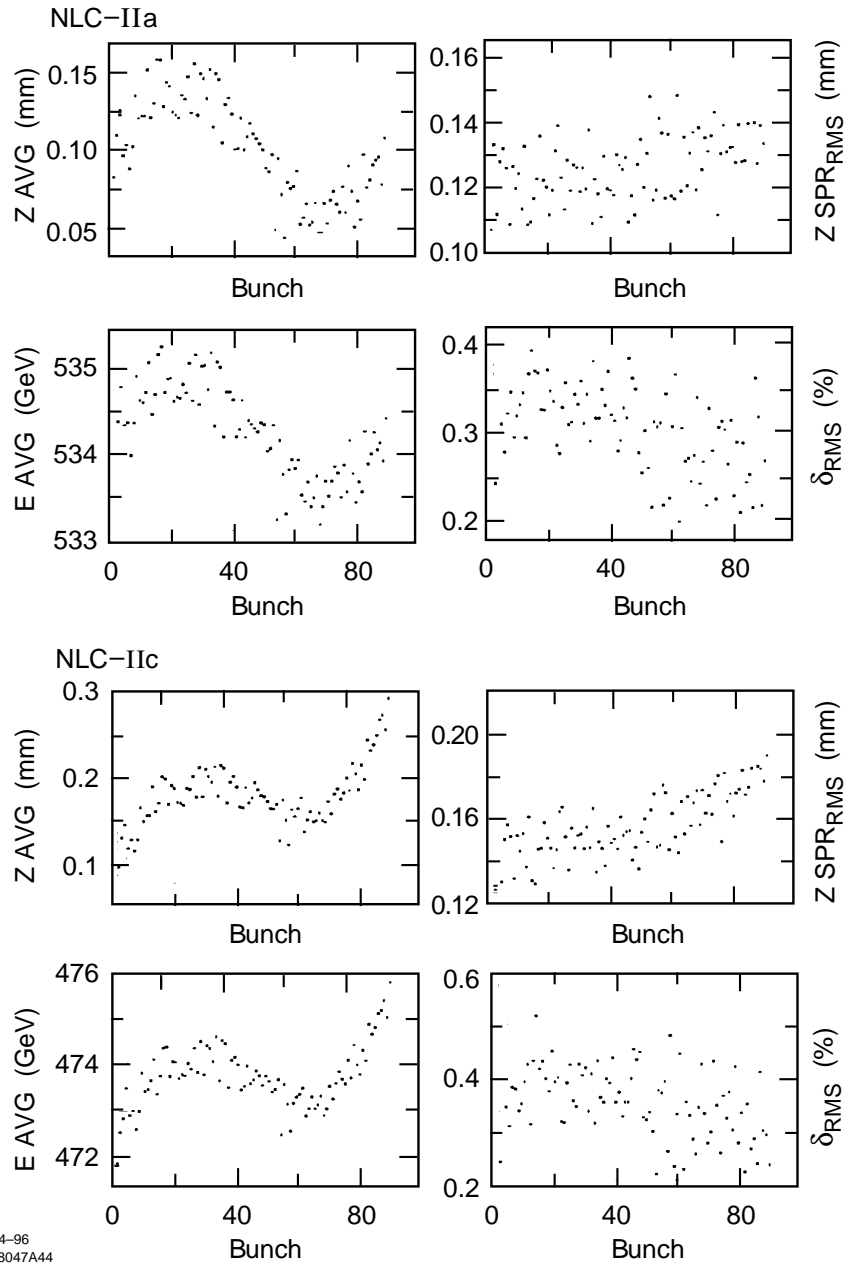 NLC–IIa
0.15
0.10
0.05
Z AVG (mm)
Bunch
0.16
0.14
0.12
0.10
Z SPRRMS (mm)
Bunch
535
534
533
E AVG (GeV)
0 40 80
Bunch
0.4
0.3
0.2
δRMS (%)
0 40 80
Bunch
NLC–IIc
0.3
0.2
0.1
Z AVG (mm)
Bunch
0.20
0.16
0.12
Z SPRRMS (mm)
Bunch
476
474
472
E AVG (GeV)
0 40 80
Bunch
0.6
0.4
0.2
δRMS (%)
0 40 80
Bunch
4–96
8047A44